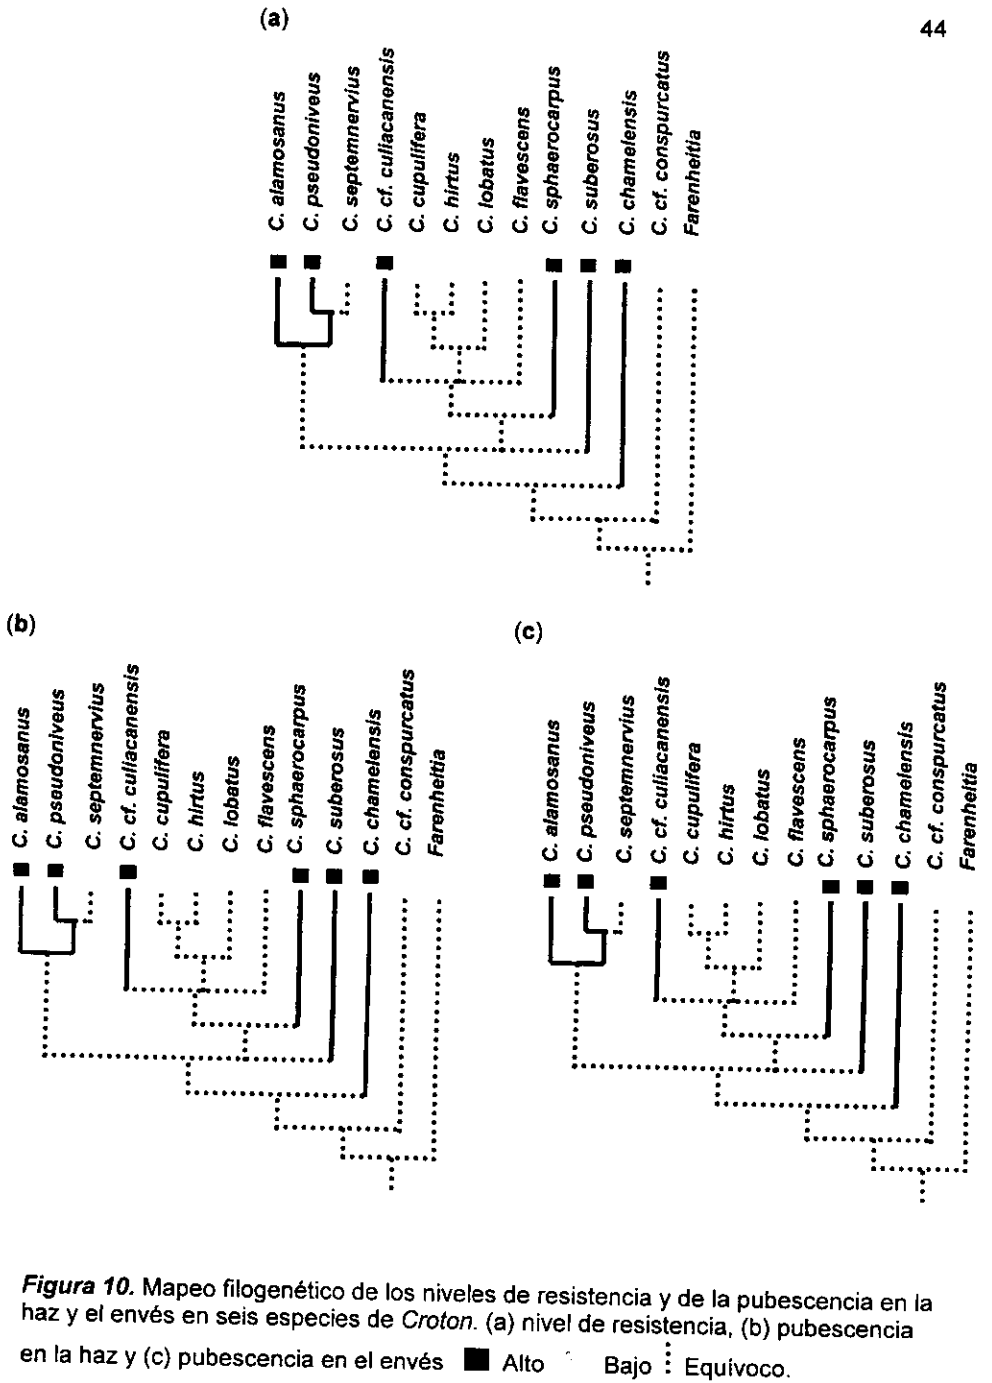 (a)
44
C. alamosanus
C. pseudoniveus
C. septemnervius
C. cf. culiacanensis
C. cupulifera
C. hirtus
C. lobatus
C. flavescens
C. sphaerocarpus
C. suberosus
C. chamelensis
C. cf. conspurcatus
Farenheitia
(b)
C. alamosanus
C. pseudoniveus
C. septemnervius
C. cf. culiacanensis
C. cupulifera
C. hirtus
C. lobatus
C. flavescens
C. sphaerocarpus
C. suberosus
C. chamelensis
C. cf. conspurcatus
Farenheitia
(c)
C. alamosanus
C. pseudoniveus
C. septemnervius
C. cf. culiacanensis
C. cupulifera
C. hirtus
C. lobatus
C. flavescens
C. sphaerocarpus
C. suberosus
C. chamelensis
C. cf. conspurcatus
Farenheitia
Figura 10. Mapeo filogenético de los niveles de resistencia y de la pubescencia en la
haz y el envés en seis especies de Croton. (a) nivel de resistencia, (b) pubescencia
en la haz y (c) pubescencia en el envés Alto Bajo Equívoco.